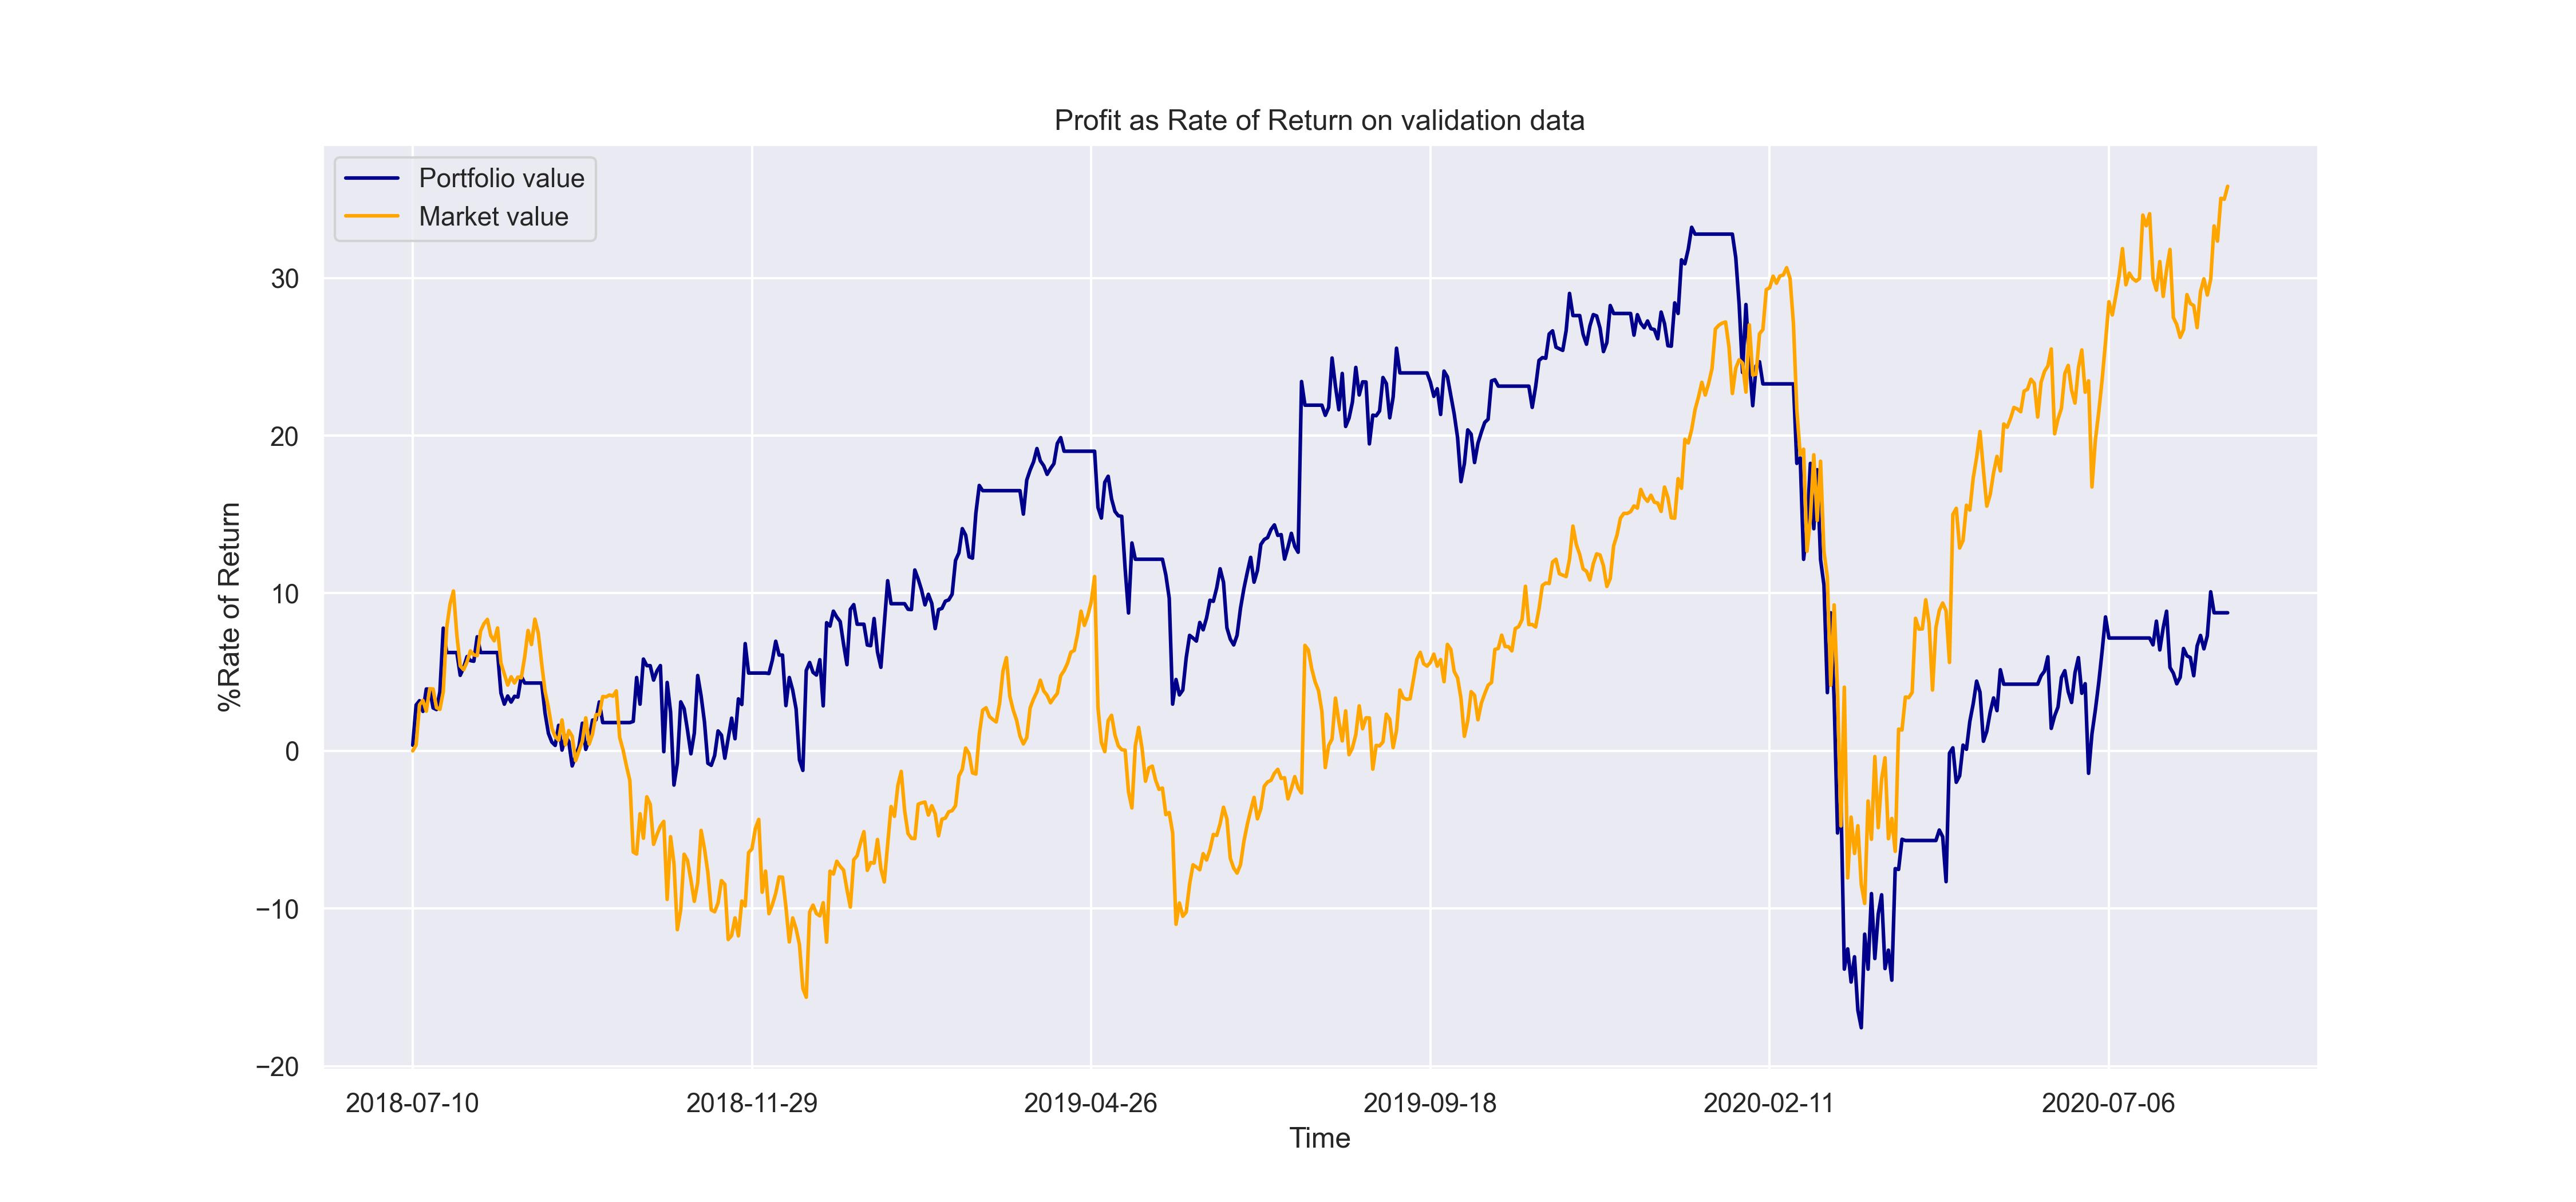 Profit as Rate of Return on validation data
Portfolio value
Market value
30
20
10
0
−10
−20
%Rate of Return
2018-07-10
2018-11-29
2019-04-26
2019-09-18
2020-02-11
2020-07-06
Time